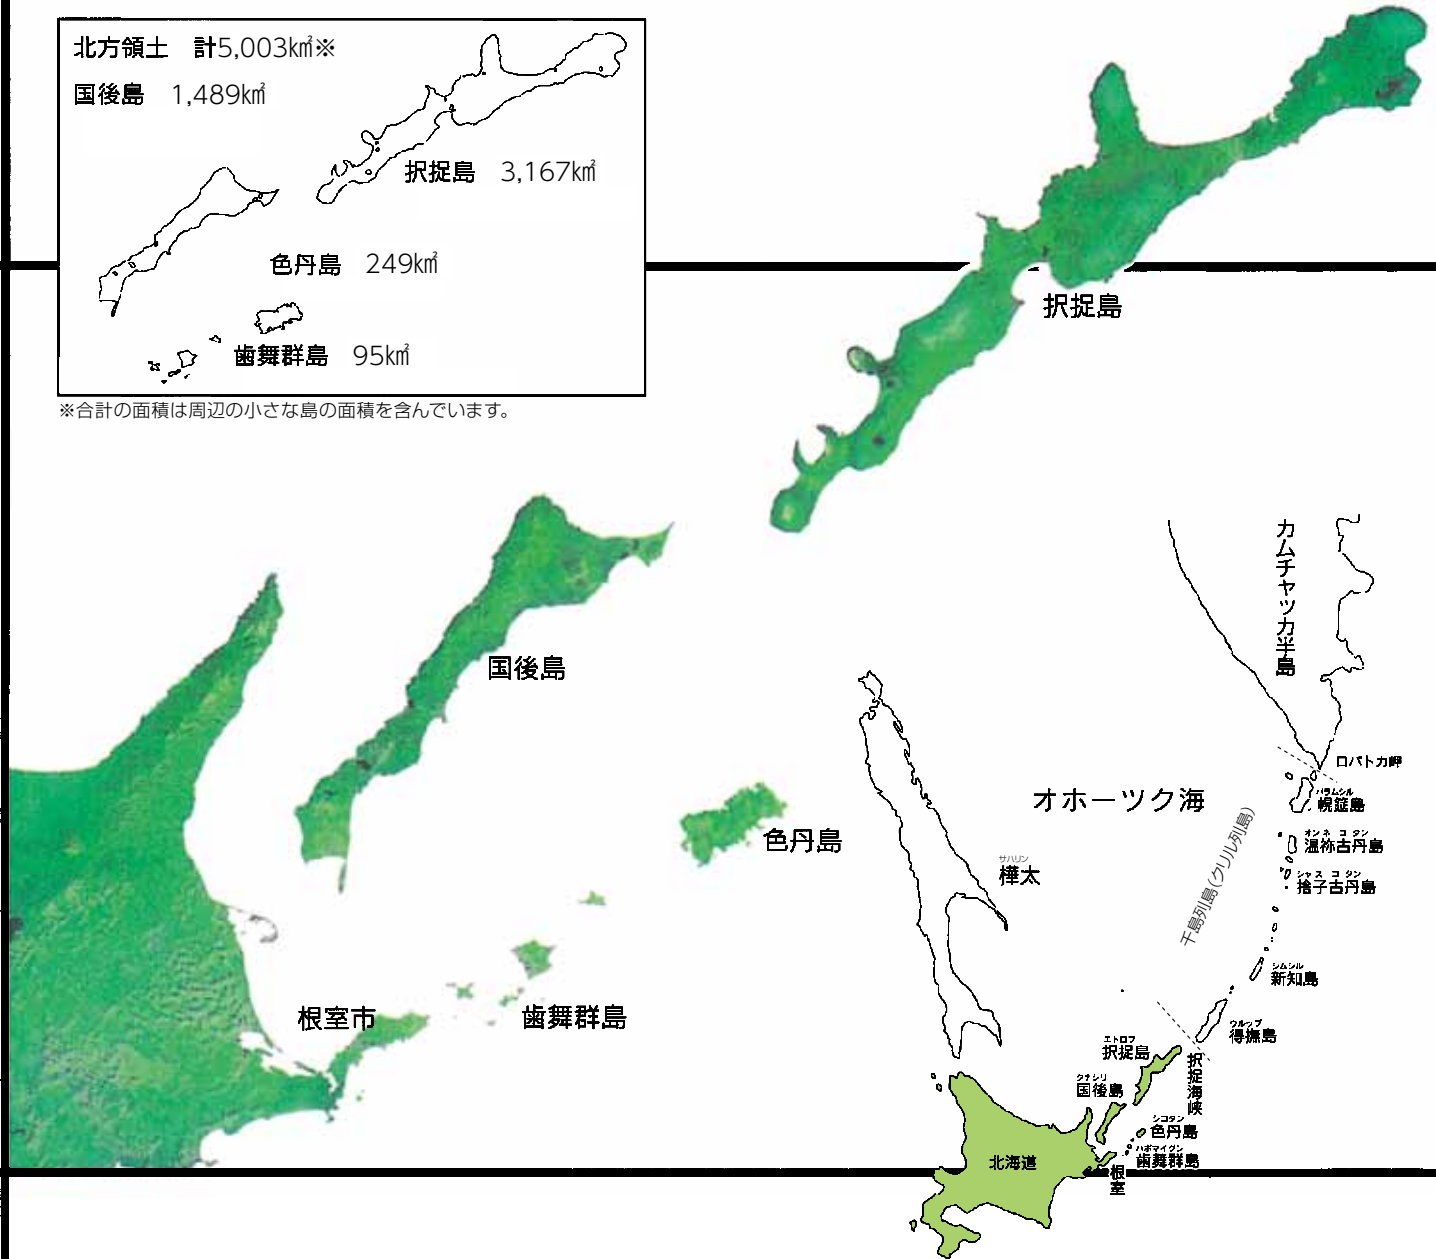 北方領土　計5,003㎢※
国後島　1,489㎢
択捉島　3,167㎢
色丹島　249㎢
歯舞群島　95㎢
※合計の面積は周辺の小さな島の面積を含んでいます。
択捉島
国後島
色丹島
歯舞群島
根室市
カムチャツカ半島
ロパトカ岬
オホーツク海
パラムシル
幌筵島
オンネコタン
温祢古丹島
シャスコタン
捨子古丹島
千島列島(クリル列島)
サハリン
樺太
シムシル
新知島
ウルップ
得撫島
エトロフ
択捉島
択捉海峡
クナシリ
国後島
シコタン
色丹島
ハボマイグン
歯舞群島
根室
北海道